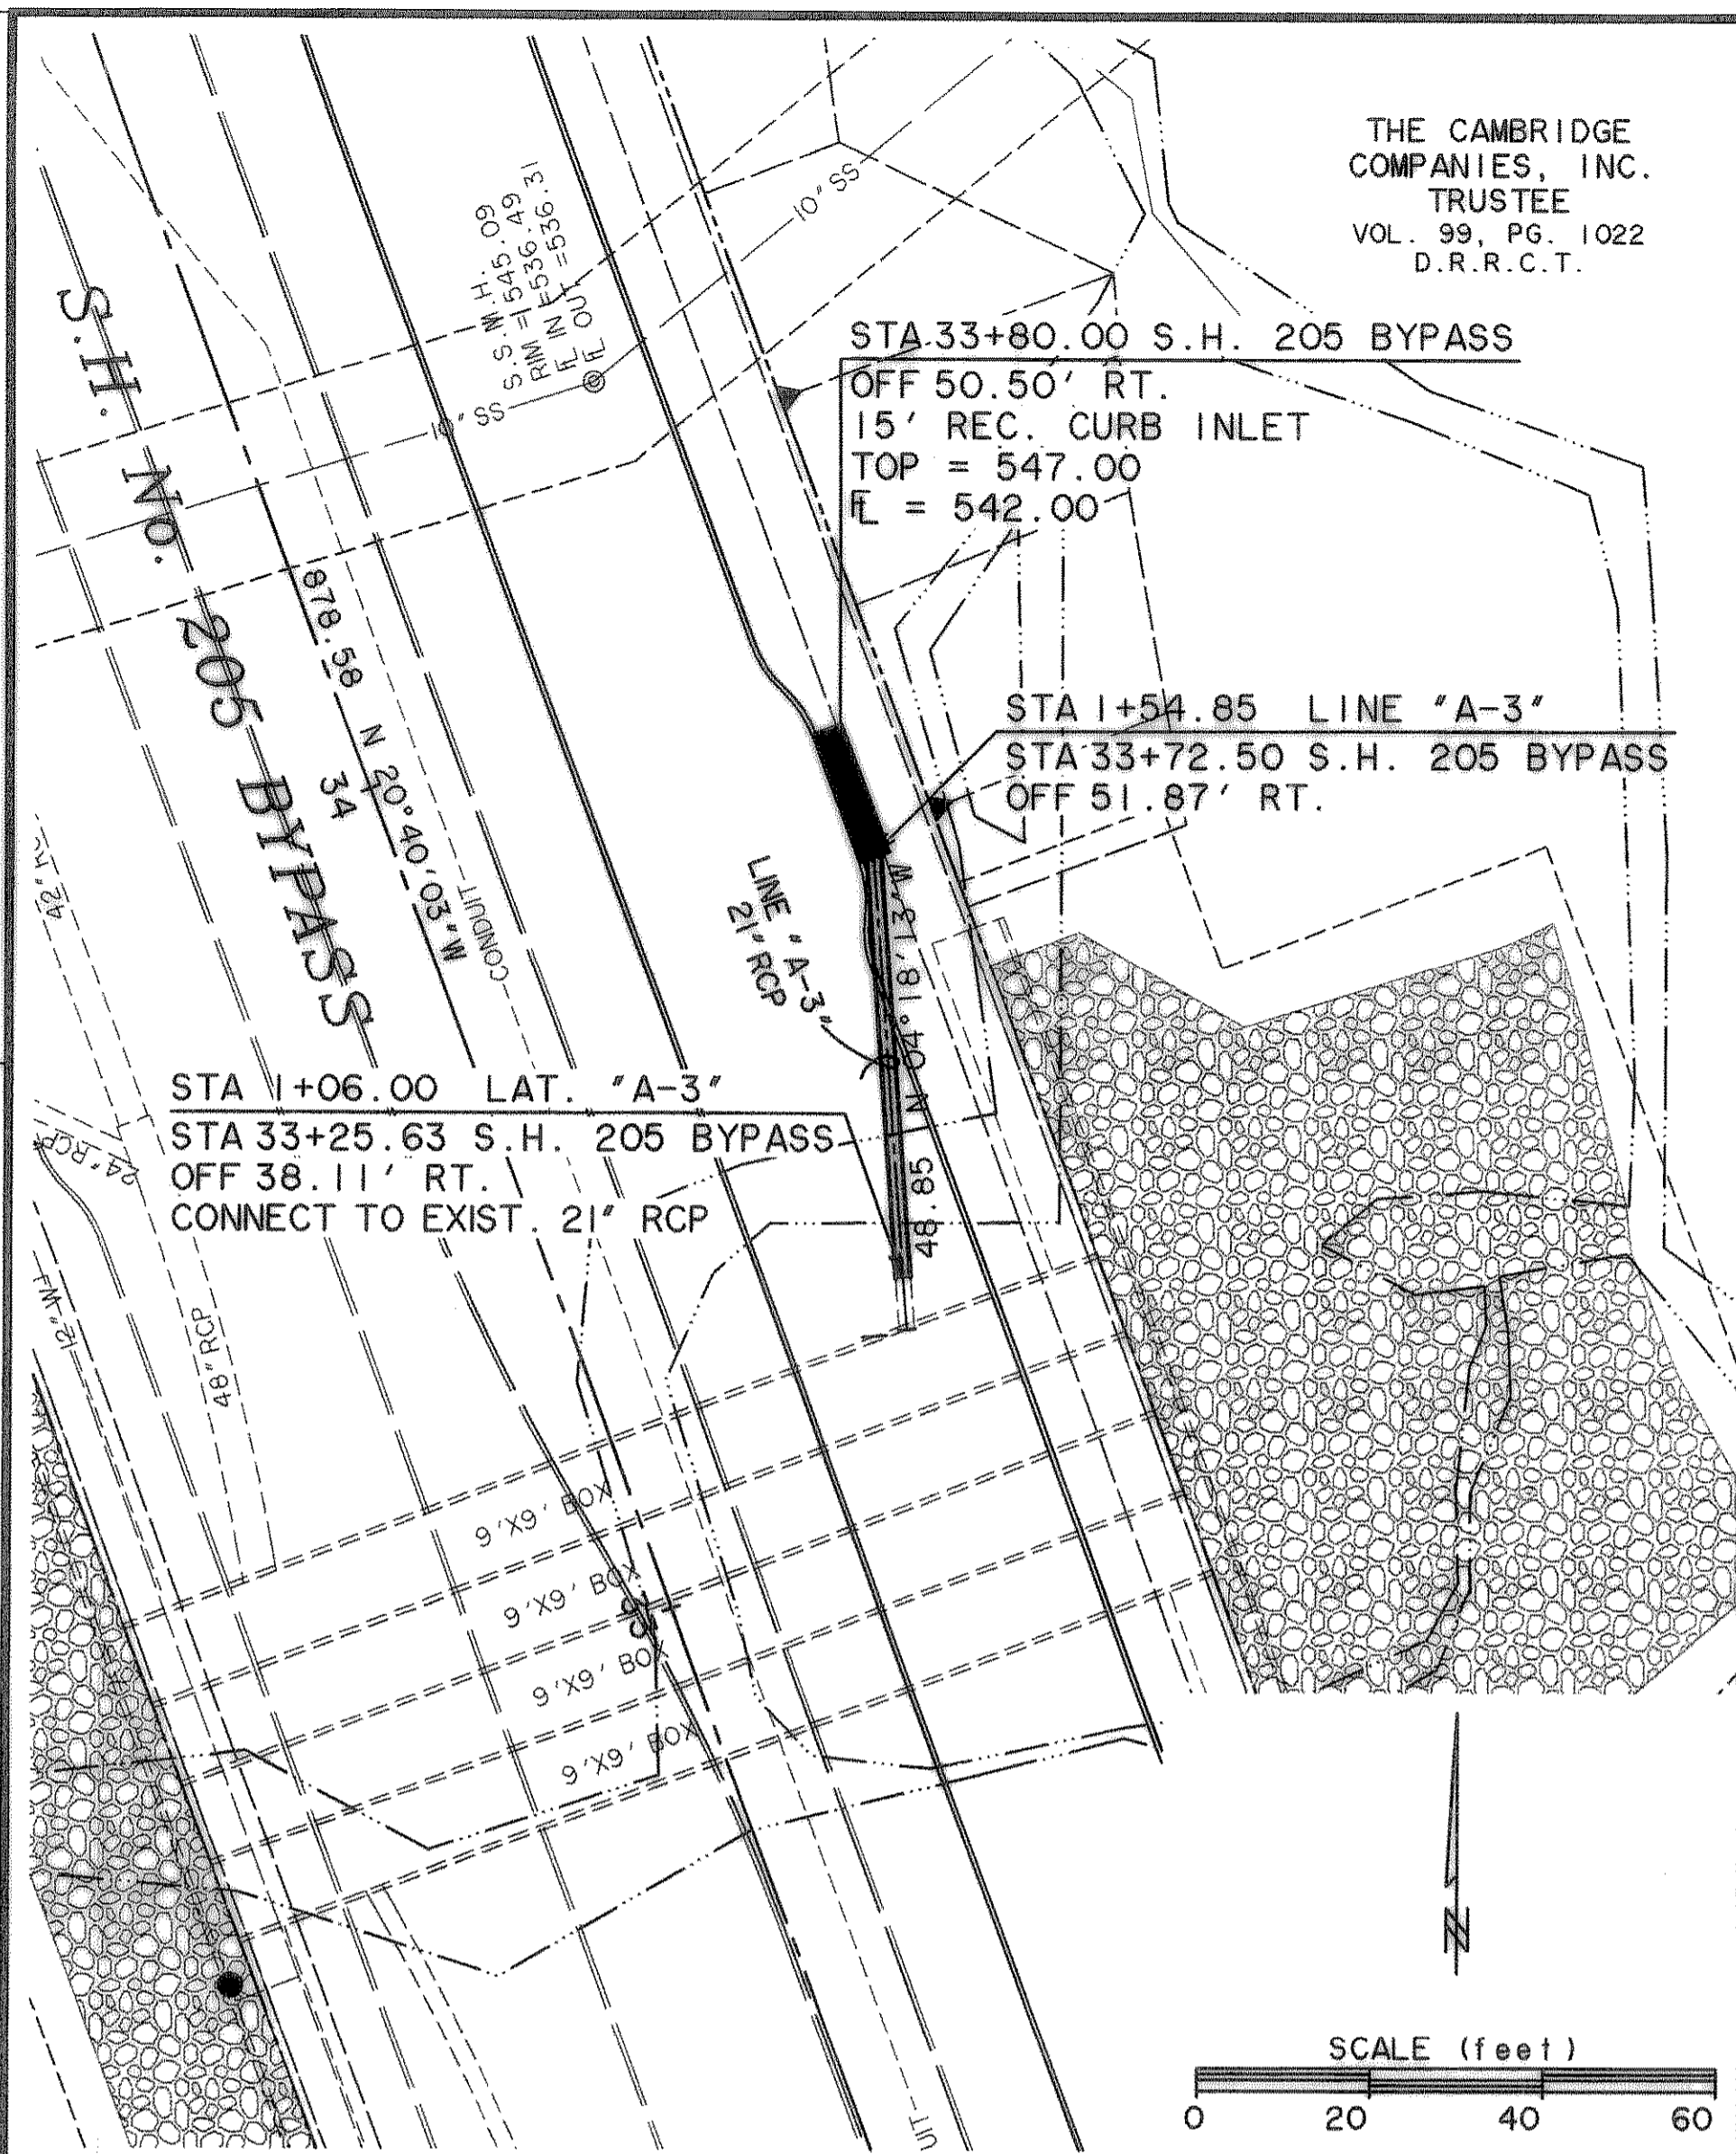 THE CAMBRIDGE
COMPANIES, INC.
TRUSTEE
VOL. 99, PG. 1022
D.R.R.C.T.
S.S.M.H.
RIM = 545.09
FL IN = 536.49
FL OUT = 536.31
10" SS
10" SS
STA 33+80.00 S.H. 205 BYPASS
OFF 50.50' RT.
15' REC. CURB INLET
TOP = 547.00
FL = 542.00
S.H. No. 205 BYPASS
878.58 N 20°40'03" W
34
CONDUIT
STA 1+54.85 LINE "A-3"
STA 33+72.50 S.H. 205 BYPASS
OFF 51.87' RT.
LINE "A-3"
21" RCP
48.85 N 04°18'13" W
STA 1+06.00 LAT. "A-3"
STA 33+25.63 S.H. 205 BYPASS
OFF 38.11' RT.
CONNECT TO EXIST. 21" RCP
24" RCP
12" W
48" RCP
9'X9' BOX
9'X9' BOX
9'X9' BOX
9'X9' BOX
N
SCALE (feet)
0 20 40 60